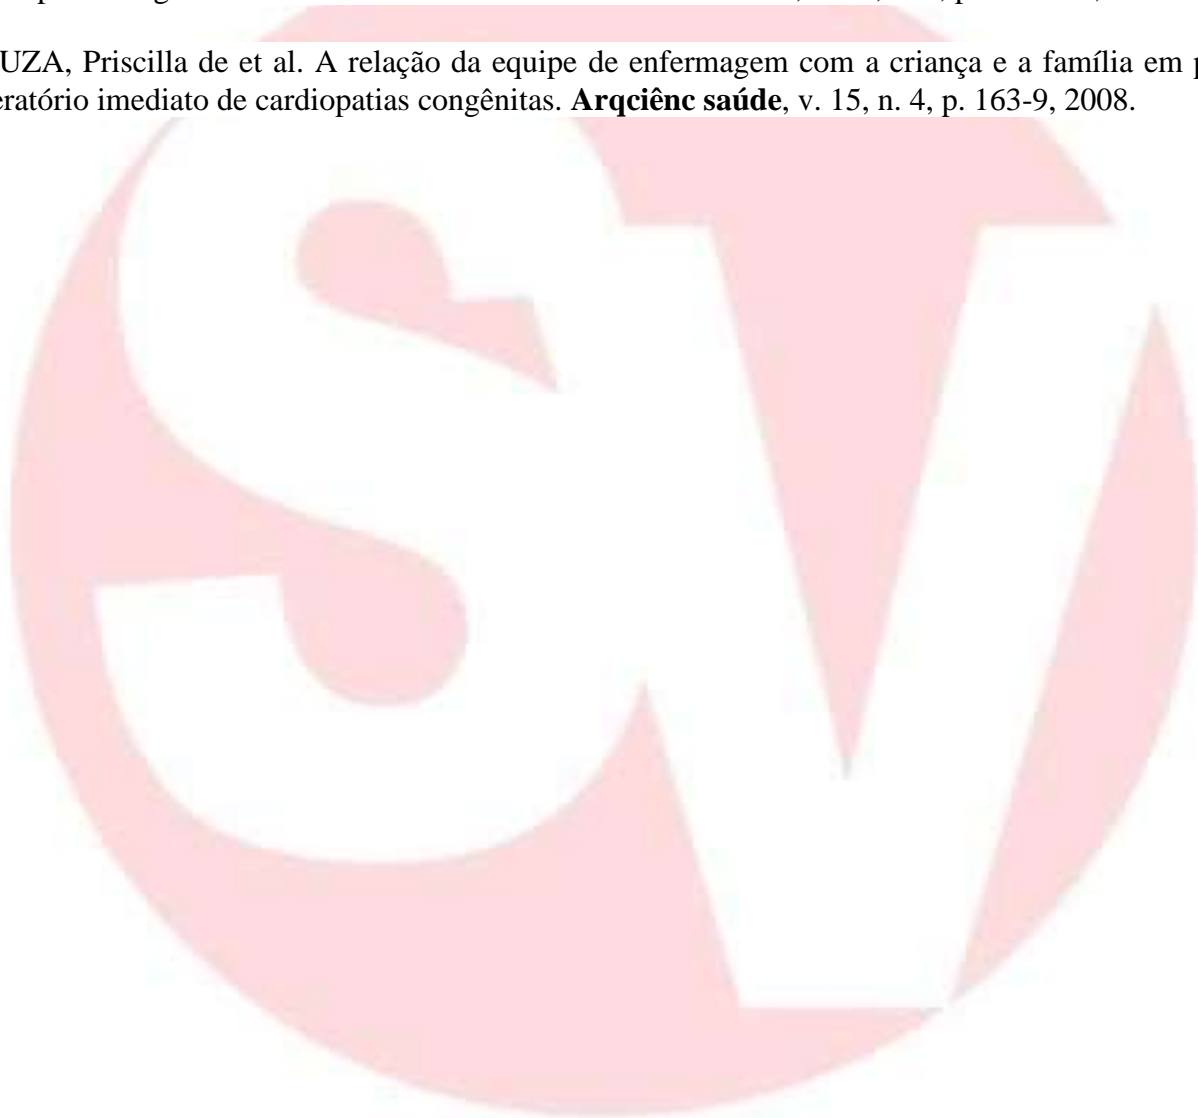 UZA, Priscilla de et al. A relação da equipe de enfermagem com a criança e a família em
eratório imediato de cardiopatias congênitas. Arqciênc saúde, v. 15, n. 4, p. 163-9, 2008.
SV